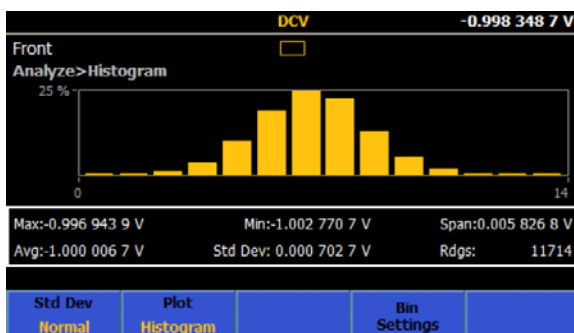 DCV -0.998 348 7 V
Front
Analyze>Histogram
25 %
0 14
Max:-0.996 943 9 V Min:-1.002 770 7 V Span:0.005 826 8 V
Avg:-1.000 006 7 V Std Dev: 0.000 702 7 V Rdgs: 11714
Std Dev Plot Bin
Normal Histogram Settings